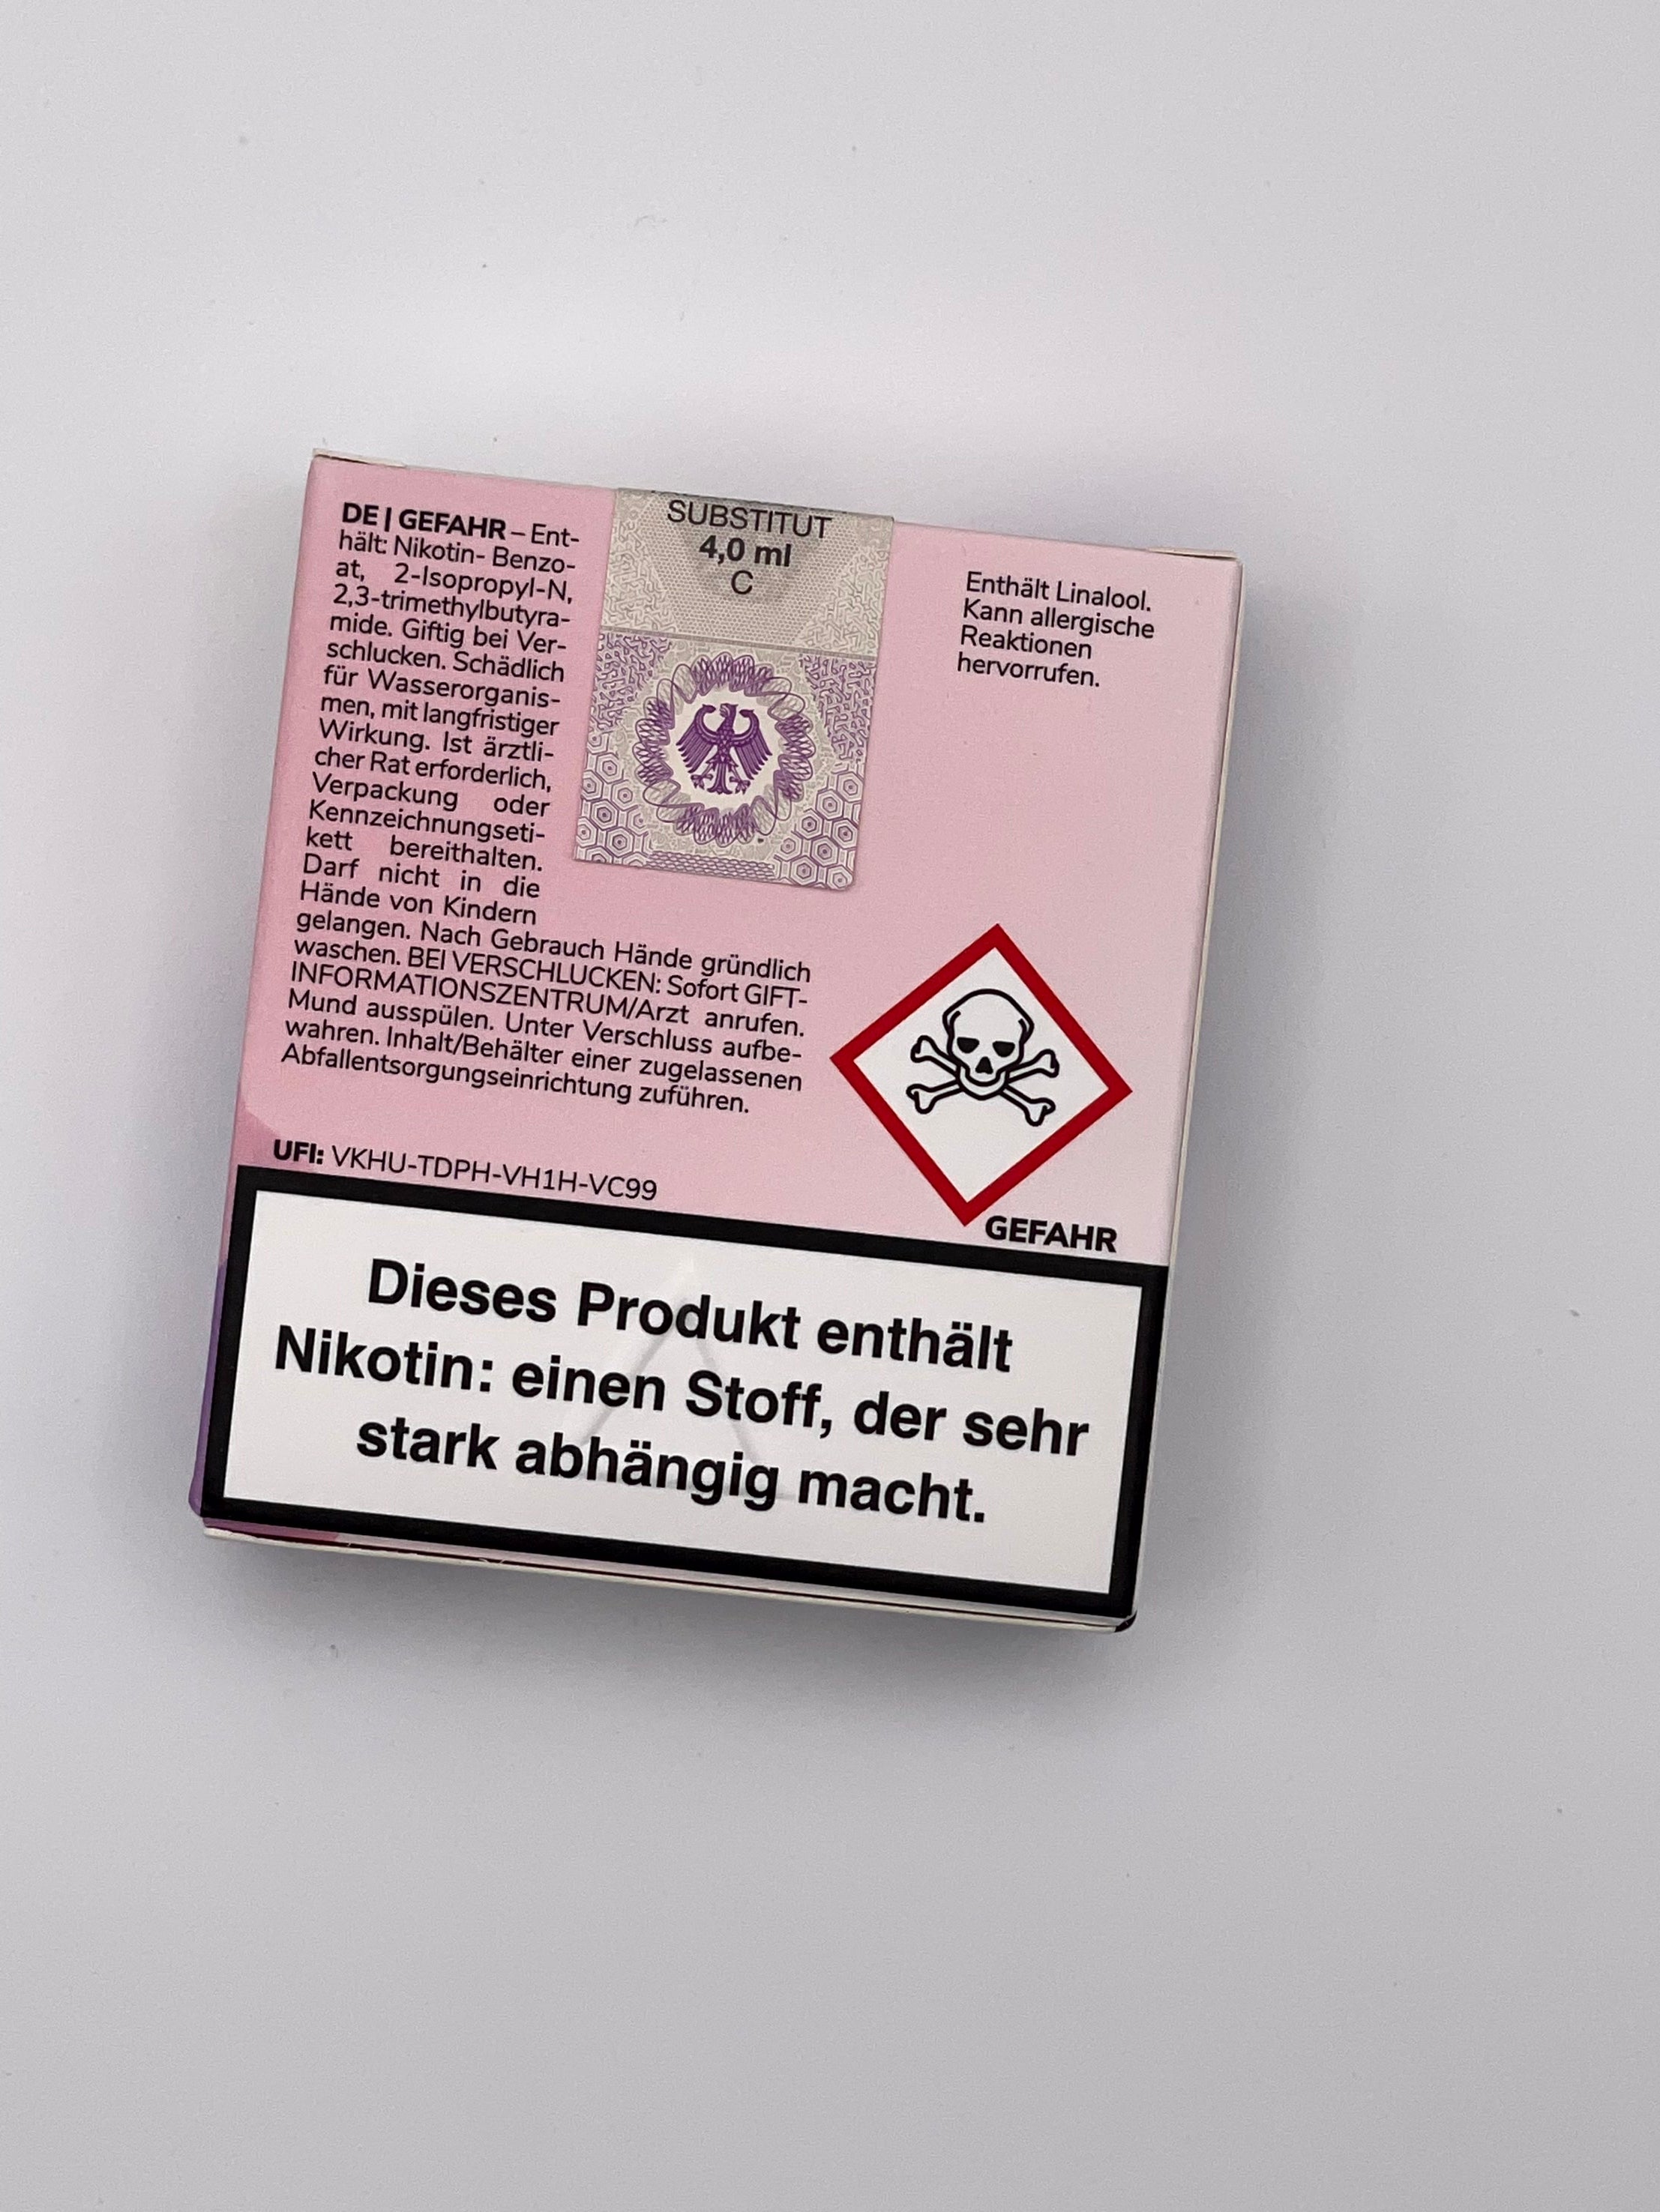 DE | GEFAHR – Ent-
hält: Nikotin- Benzo-
at, 2-Isopropyl-N,
2,3-trimethylbutyra-
mide. Giftig bei Ver-
schlucken. Schädlich
für Wasserorganis-
men, mit langfristiger
Wirkung. Ist ärztli-
cher Rat erforderlich,
Verpackung oder
Kennzeichnungseti-
kett bereithalten.
Darf nicht in die
Hände von Kindern
gelangen. Nach Gebrauch Hände gründlich
waschen. BEI VERSCHLUCKEN: Sofort GIFT-
INFORMATIONSZENTRUM/Arzt anrufen.
Mund ausspülen. Unter Verschluss aufbe-
wahren. Inhalt/Behälter einer zugelassenen
Abfallentsorgungseinrichtung zuführen.
UFI: VKHU-TDPH-VH1H-VC99
SUBSTITUT
4,0 ml
C
Enthält Linalool.
Kann allergische
Reaktionen
hervorrufen.
GEFAHR
Dieses Produkt enthält
Nikotin: einen Stoff, der sehr
stark abhängig macht.